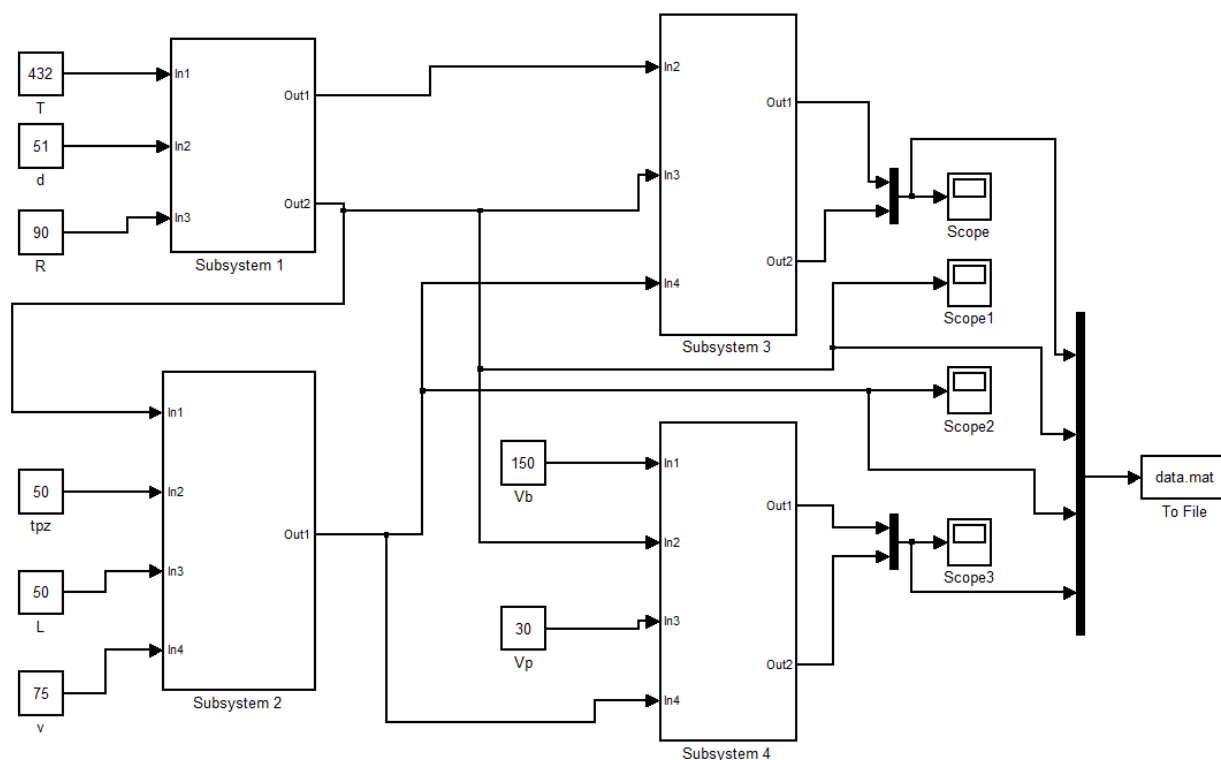 432
T
51
d
90
R
In1
In2
In3
Out1
Out2
Subsystem 1
In2
In3
In4
Out1
Out2
Subsystem 3
Scope
Scope1
Scope2
50
tpz
50
L
75
v
In1
In2
In3
In4
Out1
Subsystem 2
150
Vb
30
Vp
In1
In2
In3
In4
Out1
Out2
Subsystem 4
Scope3
data.mat
To File